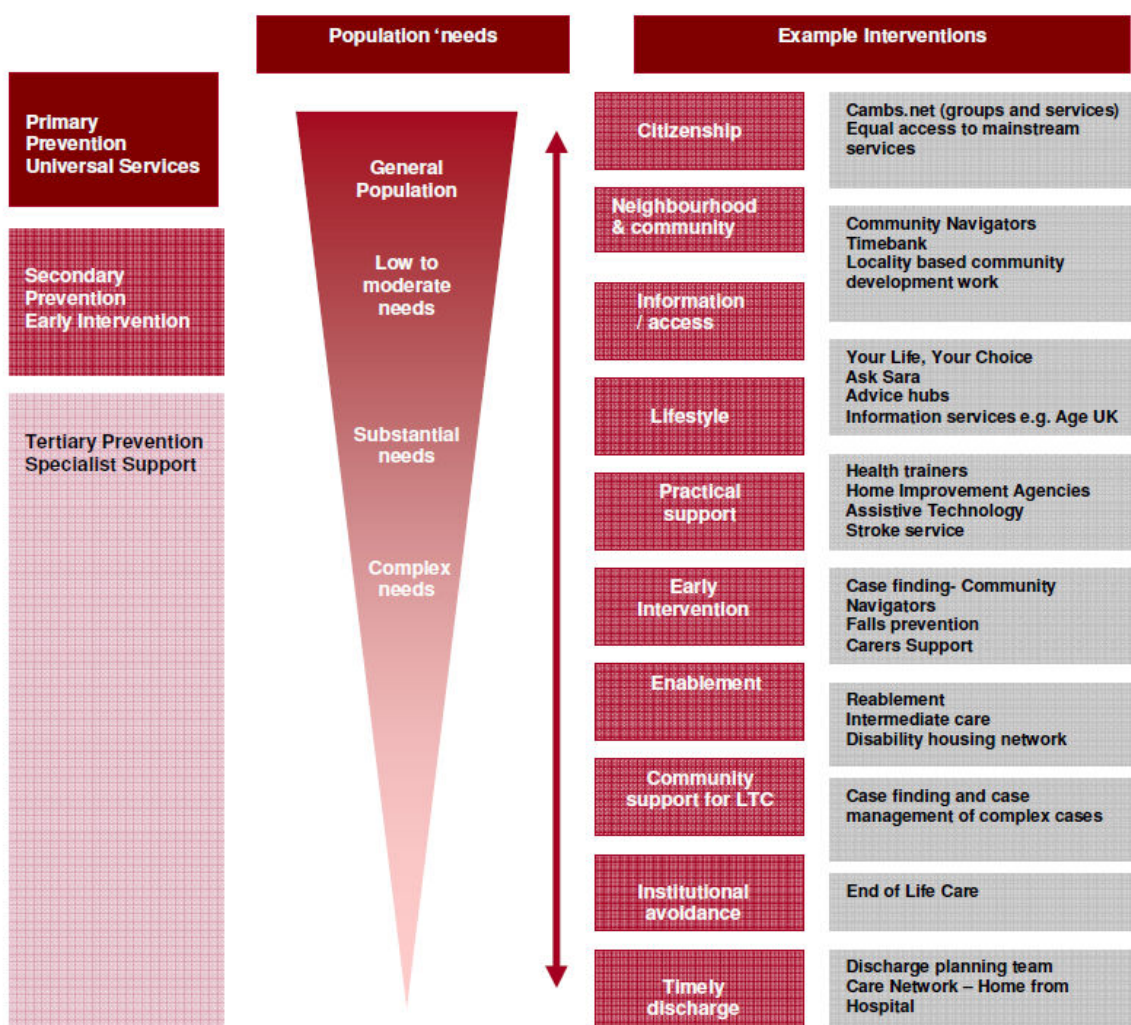 Population ‘needs
Example Interventions
Primary
Prevention
Universal Services
Secondary
Prevention
Early Intervention
Tertiary Prevention
Specialist Support
General
Population
Low to
moderate
needs
Substantial
needs
Complex
needs
Citizenship
Neighbourhood
& community
Information
/ access
Lifestyle
Practical
support
Early
Intervention
Enablement
Community
support for LTC
Institutional
avoidance
Timely
discharge
Cambs.net (groups and services)
Equal access to mainstream
services
Community Navigators
Timebank
Locality based community
development work
Your Life, Your Choice
Ask Sara
Advice hubs
Information services e.g. Age UK
Health trainers
Home Improvement Agencies
Assistive Technology
Stroke service
Case finding- Community
Navigators
Falls prevention
Carers Support
Reablement
Intermediate care
Disability housing network
Case finding and case
management of complex cases
End of Life Care
Discharge planning team
Care Network – Home from
Hospital